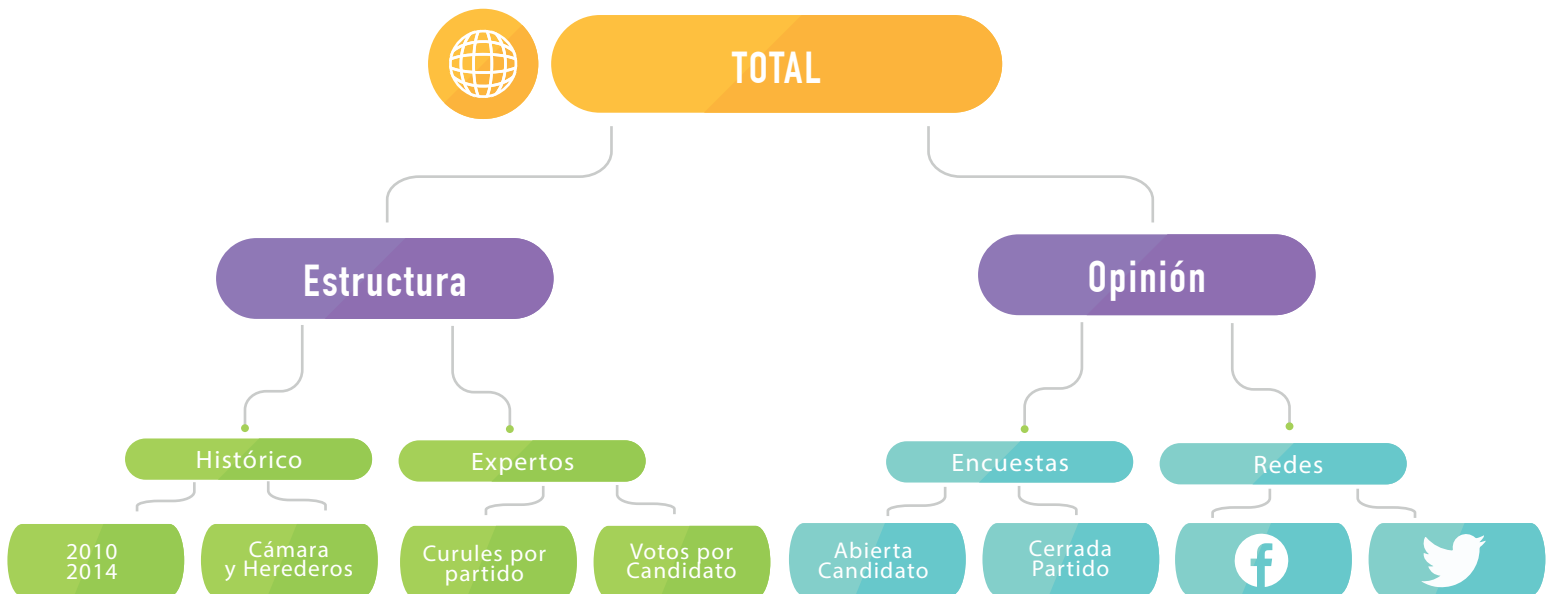 TOTAL
Estructura
Opinión
Histórico
Expertos
Encuestas
Redes
2010
2014
Cámara
y Herederos
Curules por
partido
Votos por
Candidato
Abierta
Candidato
Cerrada
Partido